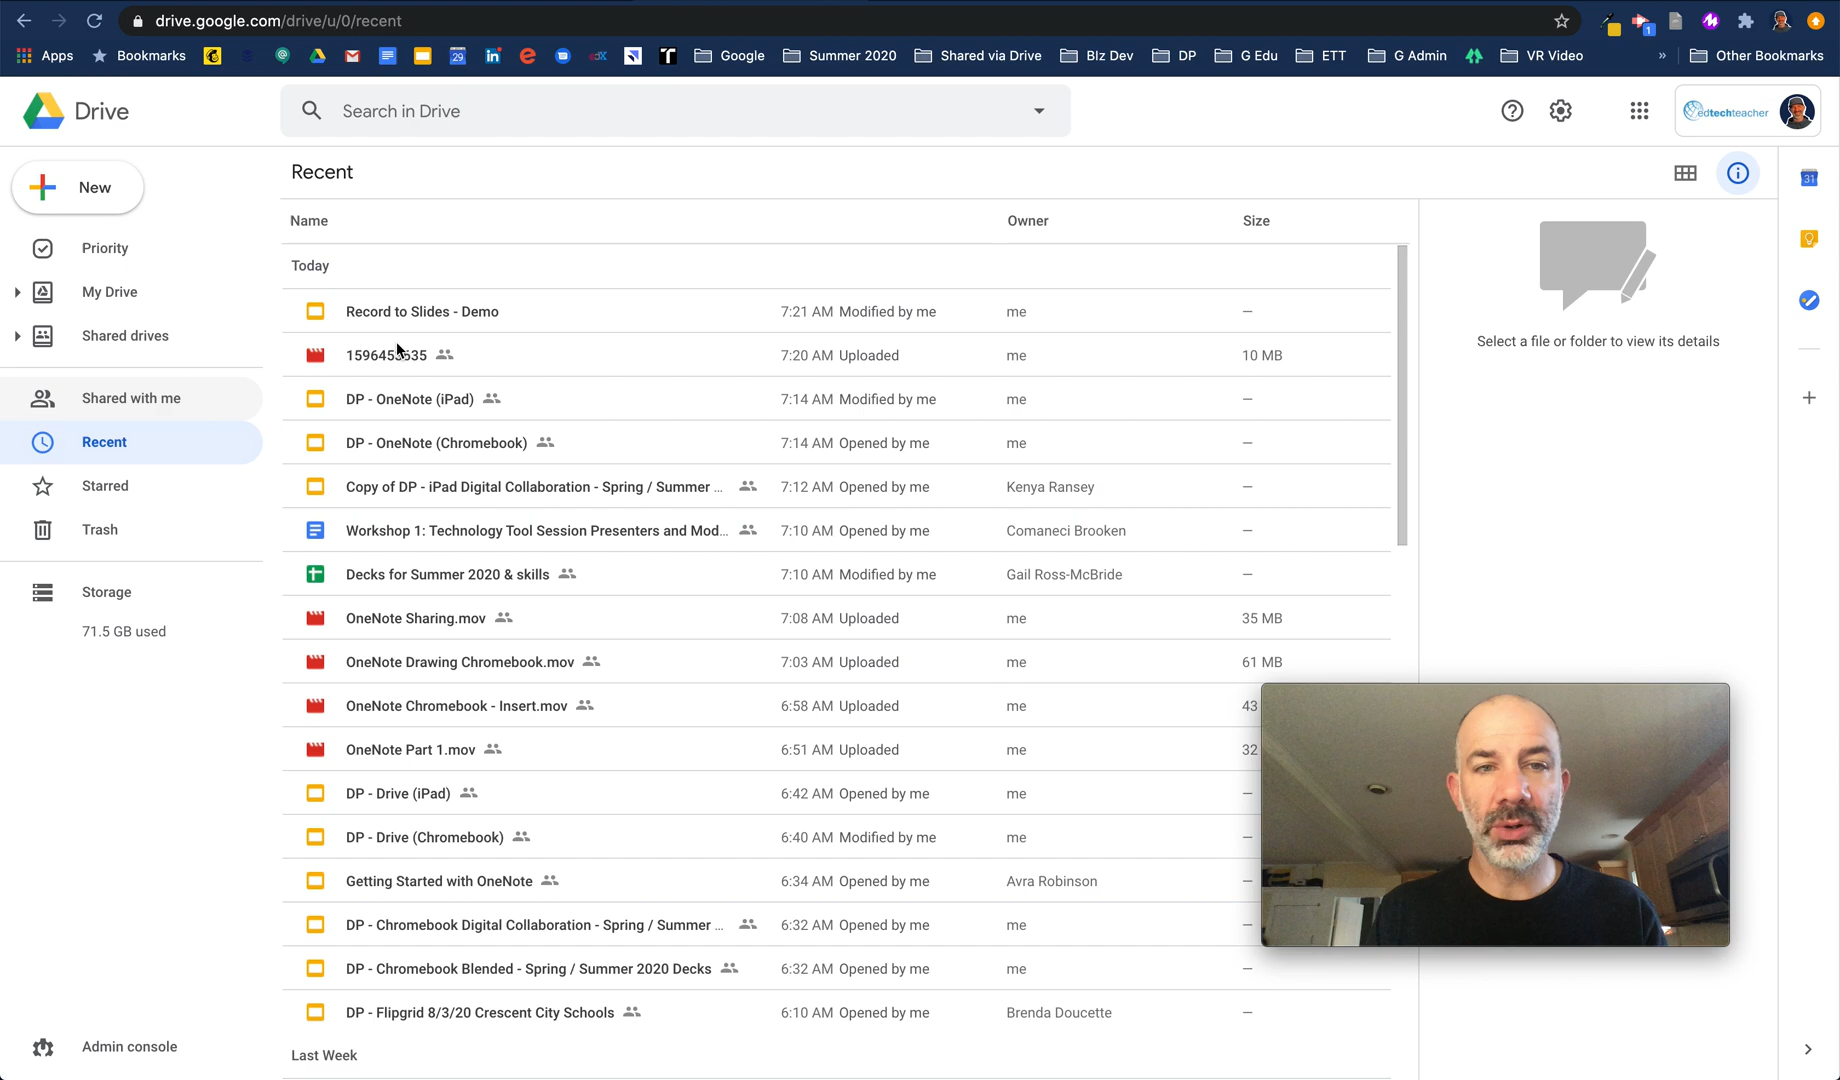 drive.google.com/drive/u/0/recent
1
Apps
Bookmarks
29
Google
Summer 2020
Shared via Drive
BIz Dev
DP
G Edu
ETT
G Admin
VR Video
»
Other Bookmarks
Drive
Search in Drive
edtechteacher
New
Recent
31
Name
Owner
Size
Priority
Today
My Drive
Record to Slides - Demo
7:21 AM Modified by me
me
—
Select a file or folder to view its details
Shared drives
7:20 AM Uploaded
me
10 MB
Shared with me
DP - OneNote (iPad)
7:14 AM Modified by me
me
—
Recent
DP - OneNote (Chromebook)
7:14 AM Opened by me
me
—
Starred
Copy of DP - iPad Digital Collaboration - Spring / Summer ...
7:12 AM Opened by me
Kenya Ransey
—
Trash
Workshop 1: Technology Tool Session Presenters and Mod...
7:10 AM Opened by me
Comaneci Brooken
—
Storage
Decks for Summer 2020 & skills
7:10 AM Modified by me
Gail Ross-McBride
—
71.5 GB used
OneNote Sharing.mov
7:08 AM Uploaded
me
35 MB
OneNote Drawing Chromebook.mov
7:03 AM Uploaded
me
61 MB
OneNote Chromebook - Insert.mov
6:58 AM Uploaded
me
43
OneNote Part 1.mov
6:51 AM Uploaded
me
32
DP - Drive (iPad)
6:42 AM Opened by me
me
—
DP - Drive (Chromebook)
6:40 AM Modified by me
me
—
Getting Started with OneNote
6:34 AM Opened by me
Avra Robinson
—
DP - Chromebook Digital Collaboration - Spring / Summer ...
6:32 AM Opened by me
me
—
DP - Chromebook Blended - Spring / Summer 2020 Decks
6:32 AM Opened by me
me
—
DP - Flipgrid 8/3/20 Crescent City Schools
6:10 AM Opened by me
Brenda Doucette
—
Admin console
Last Week